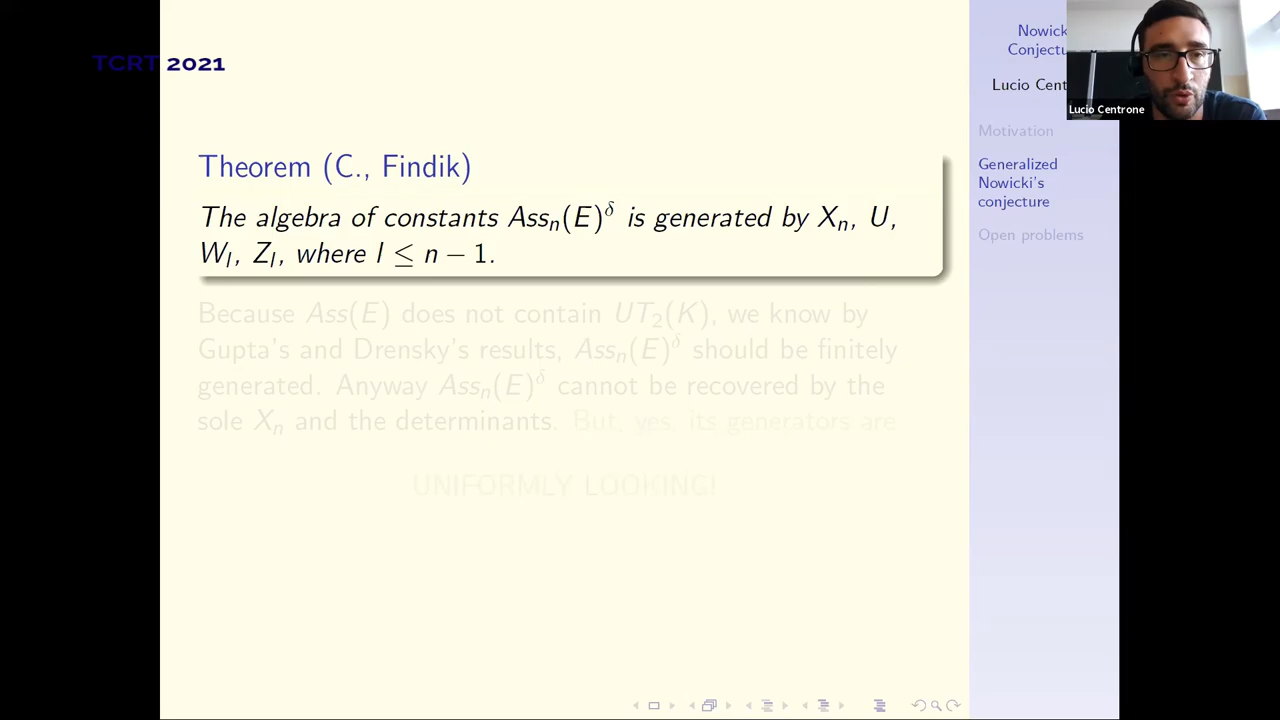 TCRT 2021
Nowick
Conjectu
Lucio Cent
Lucio Centrone
Motivation
Generalized
Nowicki's
conjecture
Open problems
Theorem (C., Findik)
The algebra of constants Assₙ(E)^δ is generated by Xₙ, U,
W_l, Z_l, where l ≤ n − 1.
Because Ass(E) does not contain UT₂(K), we know by
Gupta's and Drensky's results, Assₙ(E)^δ should be finitely
generated. Anyway Assₙ(E)^δ cannot be recovered by the
sole Xₙ and the determinants. But, yes, its generators are
UNIFORMLY LOOKING!